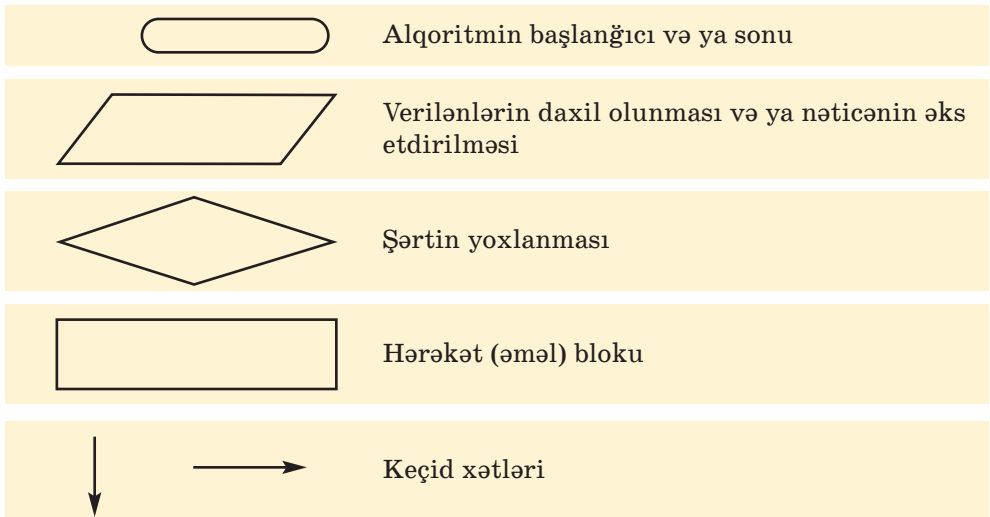 Alqoritmin başlanğıcı və ya sonu
Verilənlərin daxil olunması və ya nəticənin əks
etdirilməsi
Şərtin yoxlanması
Hərəkət (əməl) bloku
Keçid xətləri